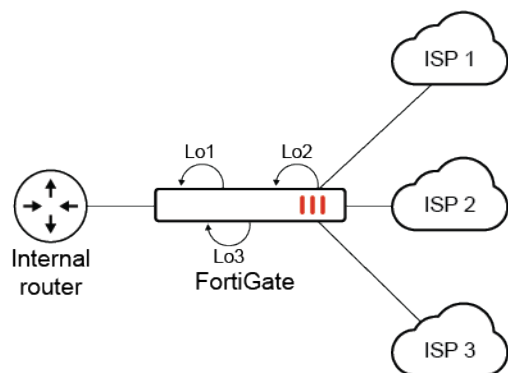 ISP 1
Lo1
Lo2
ISP 2
Internal
router
Lo3
FortiGate
ISP 3